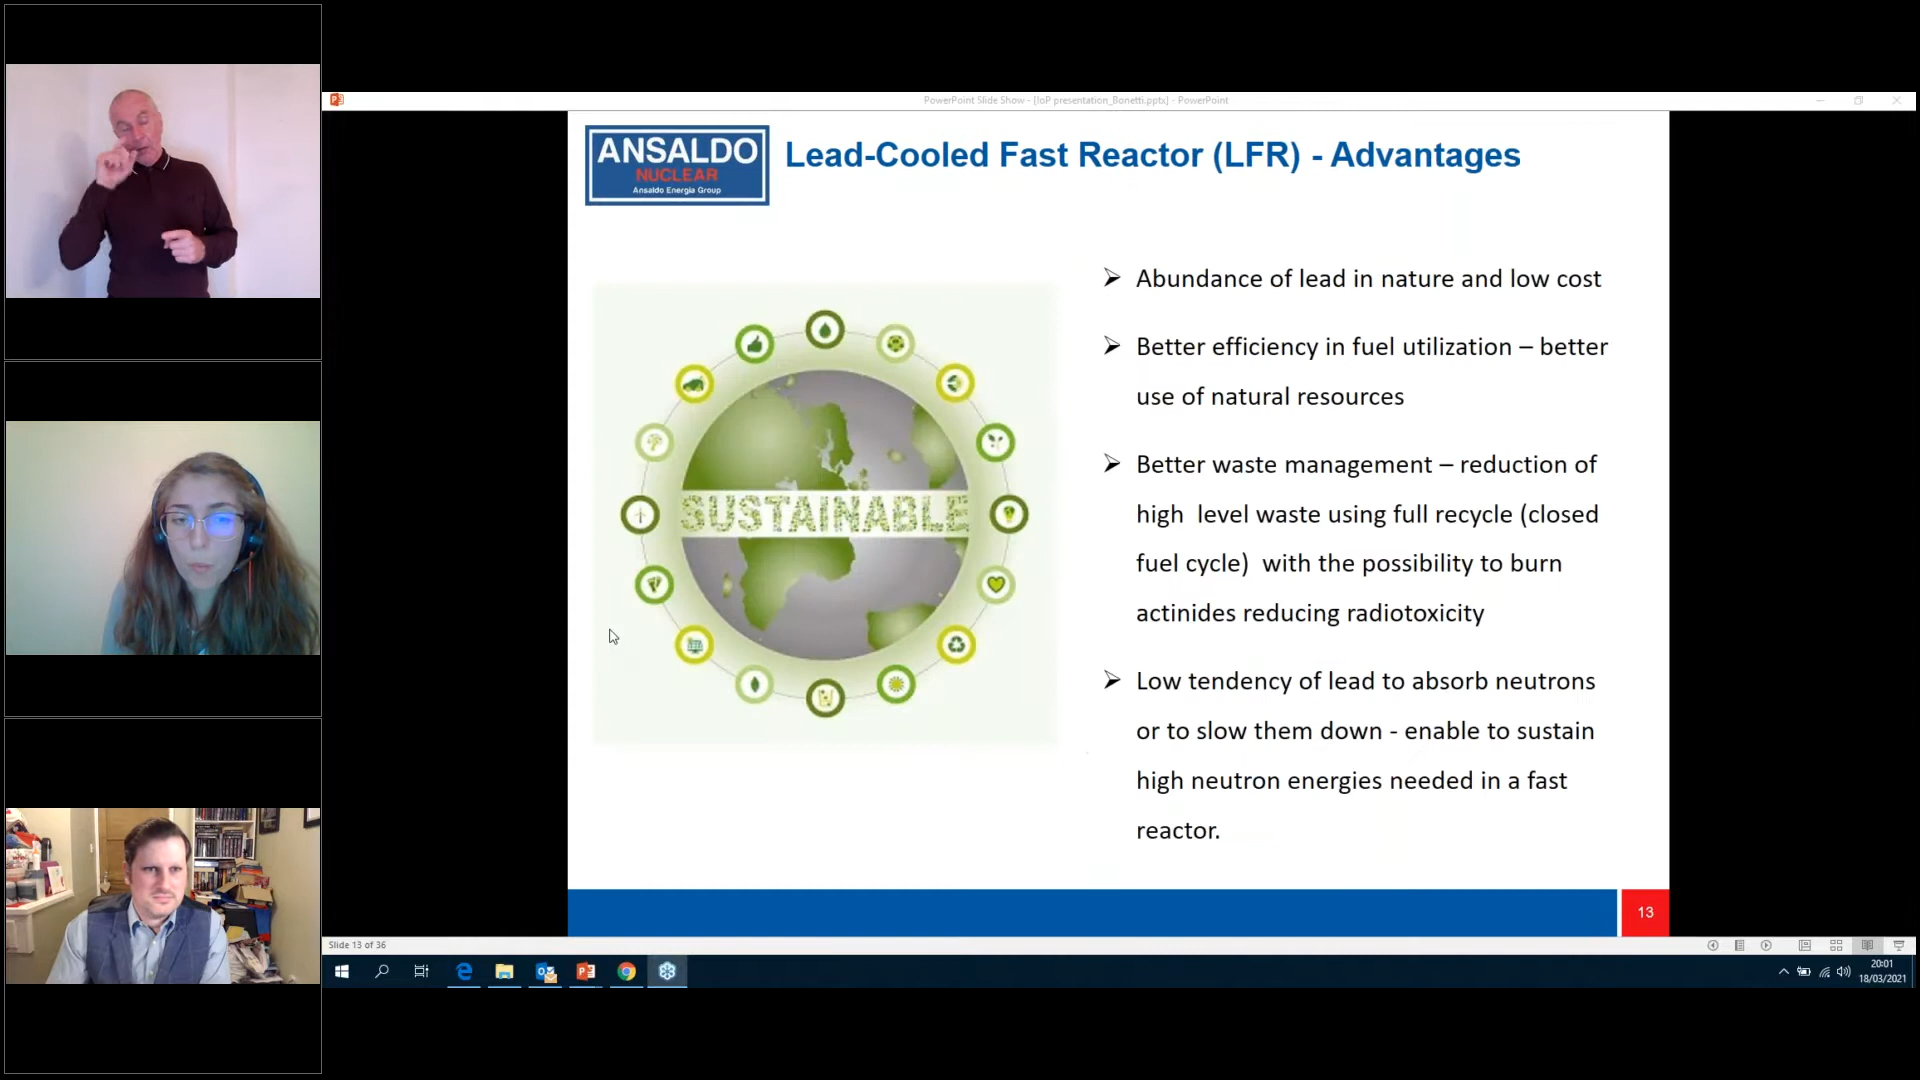 PowerPoint Slide Show - [IoP presentation_Bonetti.pptx] - PowerPoint
ANSALDO
NUCLEAR
Ansaldo Energia Group
Lead-Cooled Fast Reactor (LFR) - Advantages
SUSTAINABLE
Abundance of lead in nature and low cost
Better efficiency in fuel utilization – better
use of natural resources
Better waste management – reduction of
high level waste using full recycle (closed
fuel cycle) with the possibility to burn
actinides reducing radiotoxicity
Low tendency of lead to absorb neutrons
or to slow them down - enable to sustain
high neutron energies needed in a fast
reactor.
13
Slide 13 of 36
20:01
18/03/2021